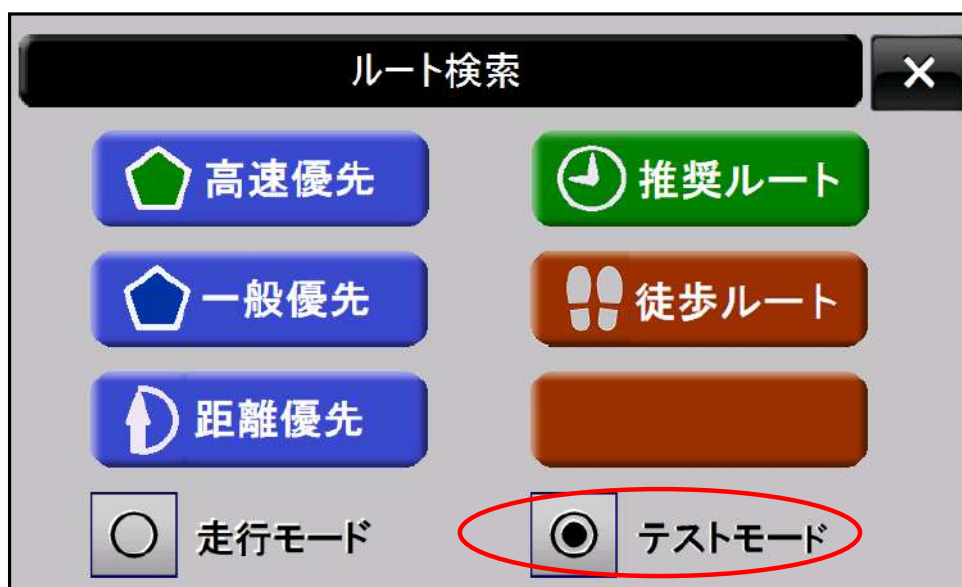 ルート検索
高速優先
推奨ルート
一般優先
徒歩ルート
距離優先
走行モード
テストモード